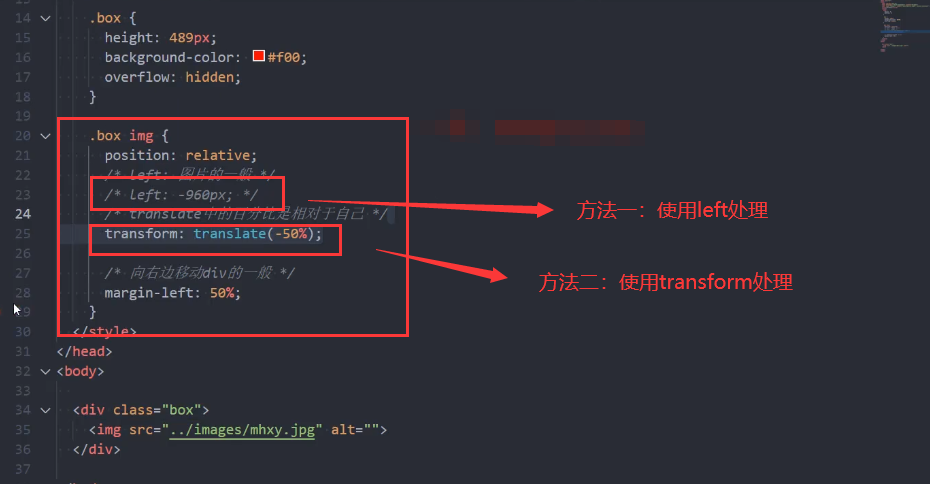 14 .box {
15 height: 489px;
16 background-color: #f00;
17 overflow: hidden;
18 }
19
20 .box img {
21 position: relative;
22 /* left: 图片的一般 */
23 /* left: -960px; */
24 /* translate中的百分比是相对于自己 */
25 transform: translate(-50%);
26
27 /* 向右边移动div的一般 */
28 margin-left: 50%;
29 }
30 </style>
31 </head>
32 <body>
33
34 <div class="box">
35 <img src="../images/mhxy.jpg" alt="">
36 </div>
37
方法一：使用left处理
方法二：使用transform处理